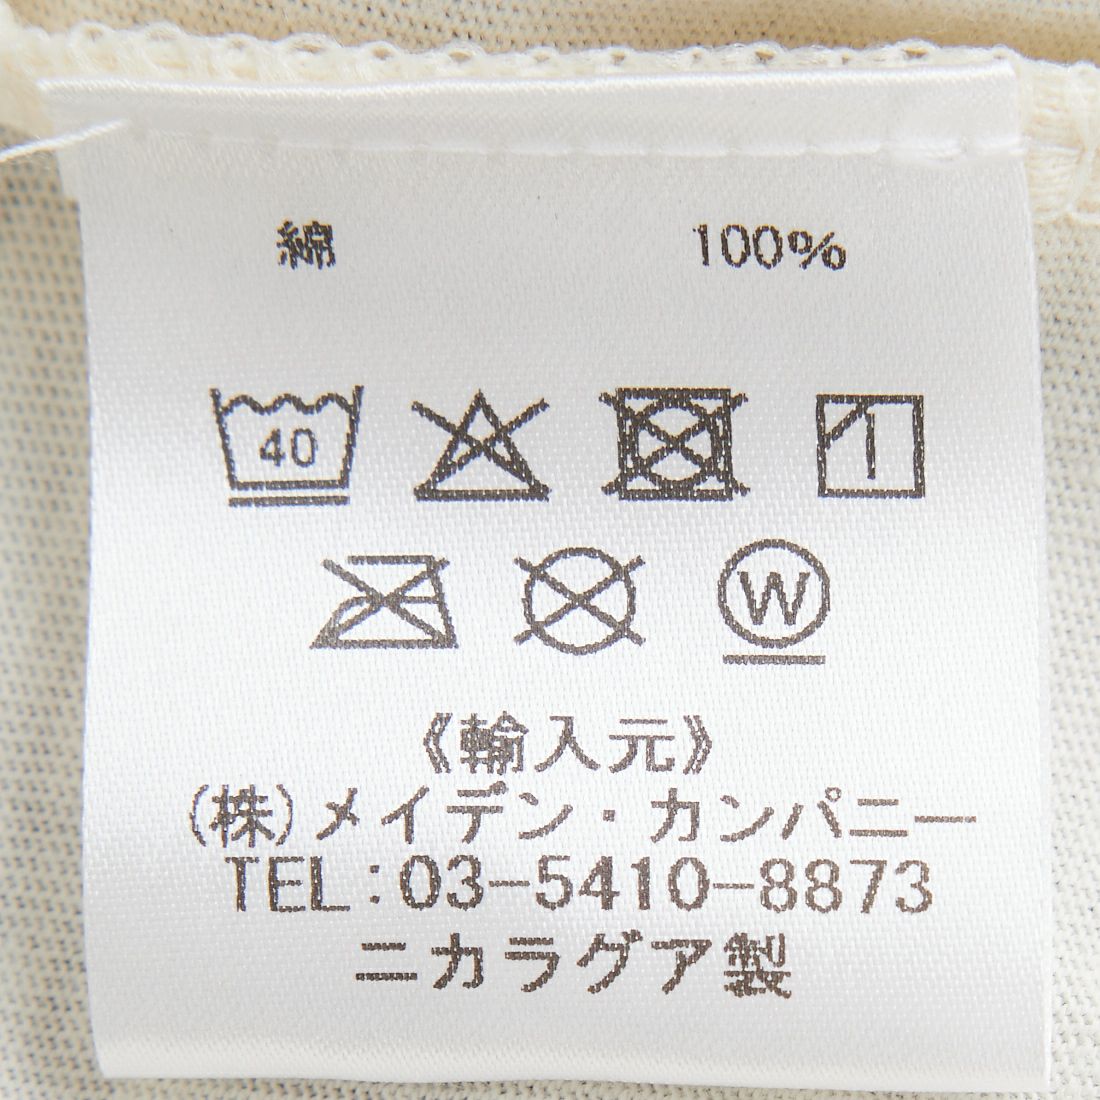 綿 100%
40
W
《輸入元》
(株)メイデン・カンパニー
TEL:03-5410-8873
ニカラグア製